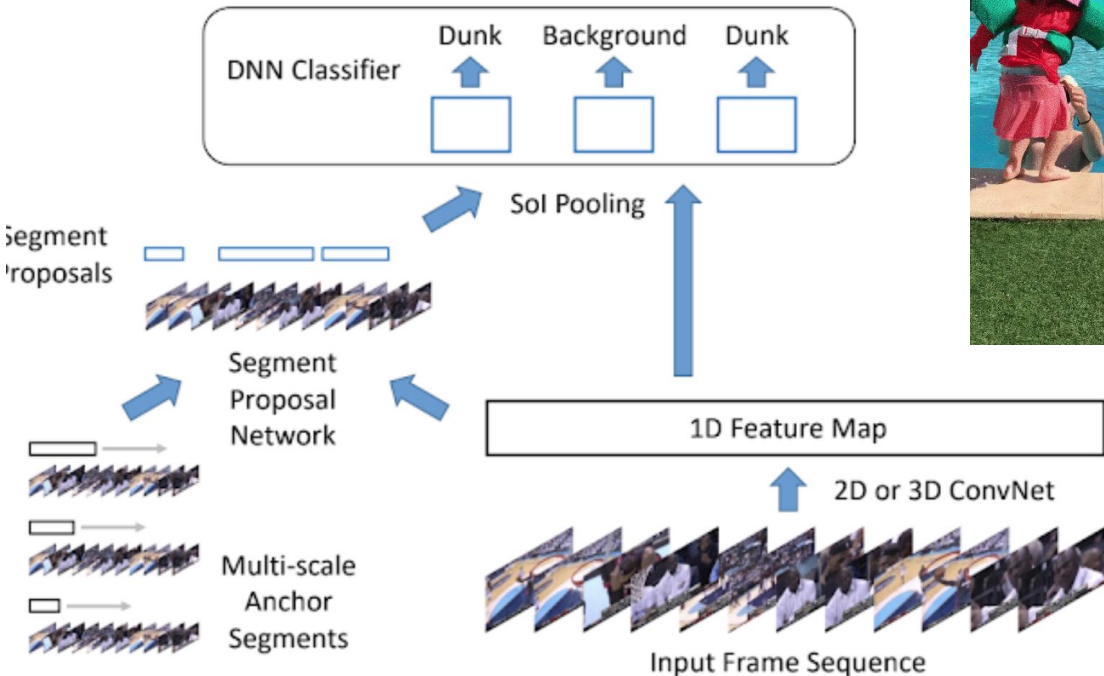 Dunk
Background
Dunk
DNN Classifier
SoI Pooling
Segment
Proposals
Segment
Proposal
Network
1D Feature Map
2D or 3D ConvNet
Multi-scale
Anchor
Segments
Input Frame Sequence